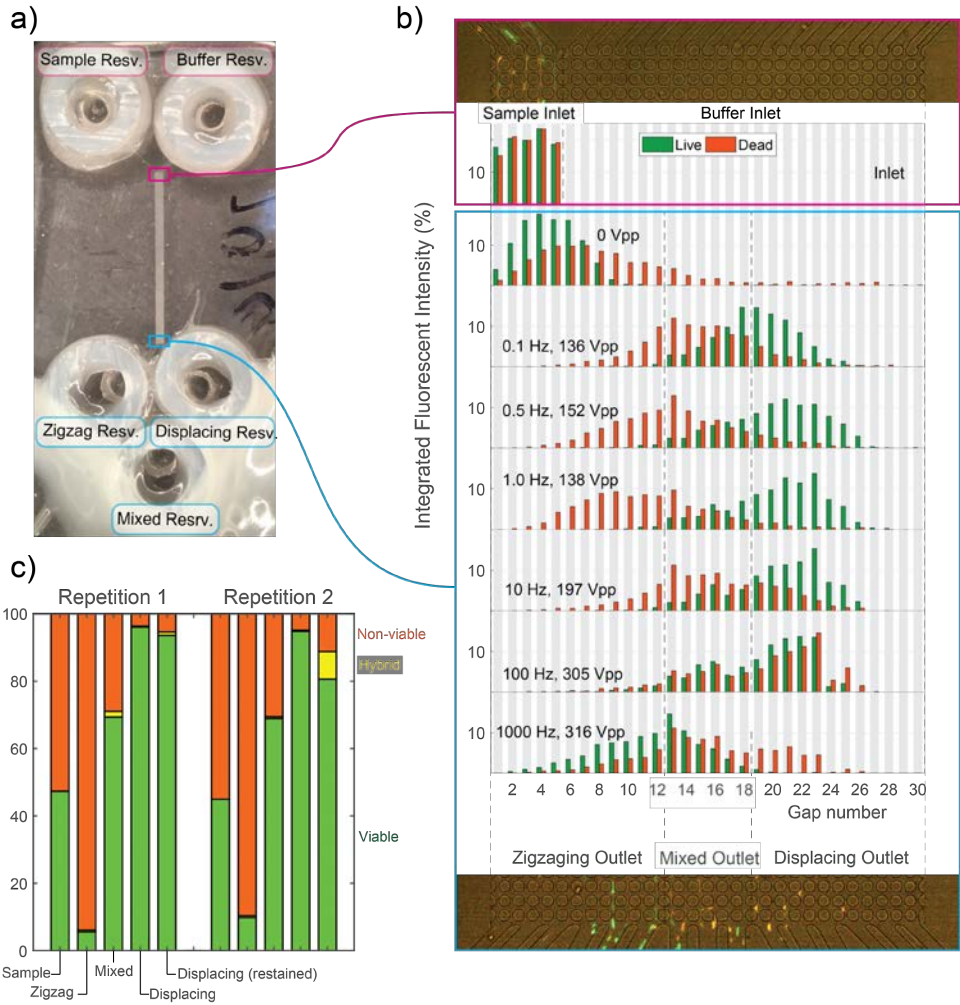 a)
Sample Resv.
Buffer Resv.
Zigzag Resv.
Displacing Resv.
Mixed Resrv.
b)
Sample Inlet
Buffer Inlet
Live
Dead
Inlet
Integrated Fluorescent Intensity (%)
10
10
0 Vpp
10
0.1 Hz, 136 Vpp
10
0.5 Hz, 152 Vpp
10
1.0 Hz, 138 Vpp
10
10 Hz, 197 Vpp
10
100 Hz, 305 Vpp
10
1000 Hz, 316 Vpp
2 4 6 8 10 12 14 16 18 20 22 24 26 28 30
Gap number
Zigzaging Outlet
Mixed Outlet
Displacing Outlet
c)
Repetition 1
Repetition 2
100
80
60
40
20
0
Non-viable
Hybrid
Viable
Sample
Zigzag
Mixed
Displacing
Displacing (restained)